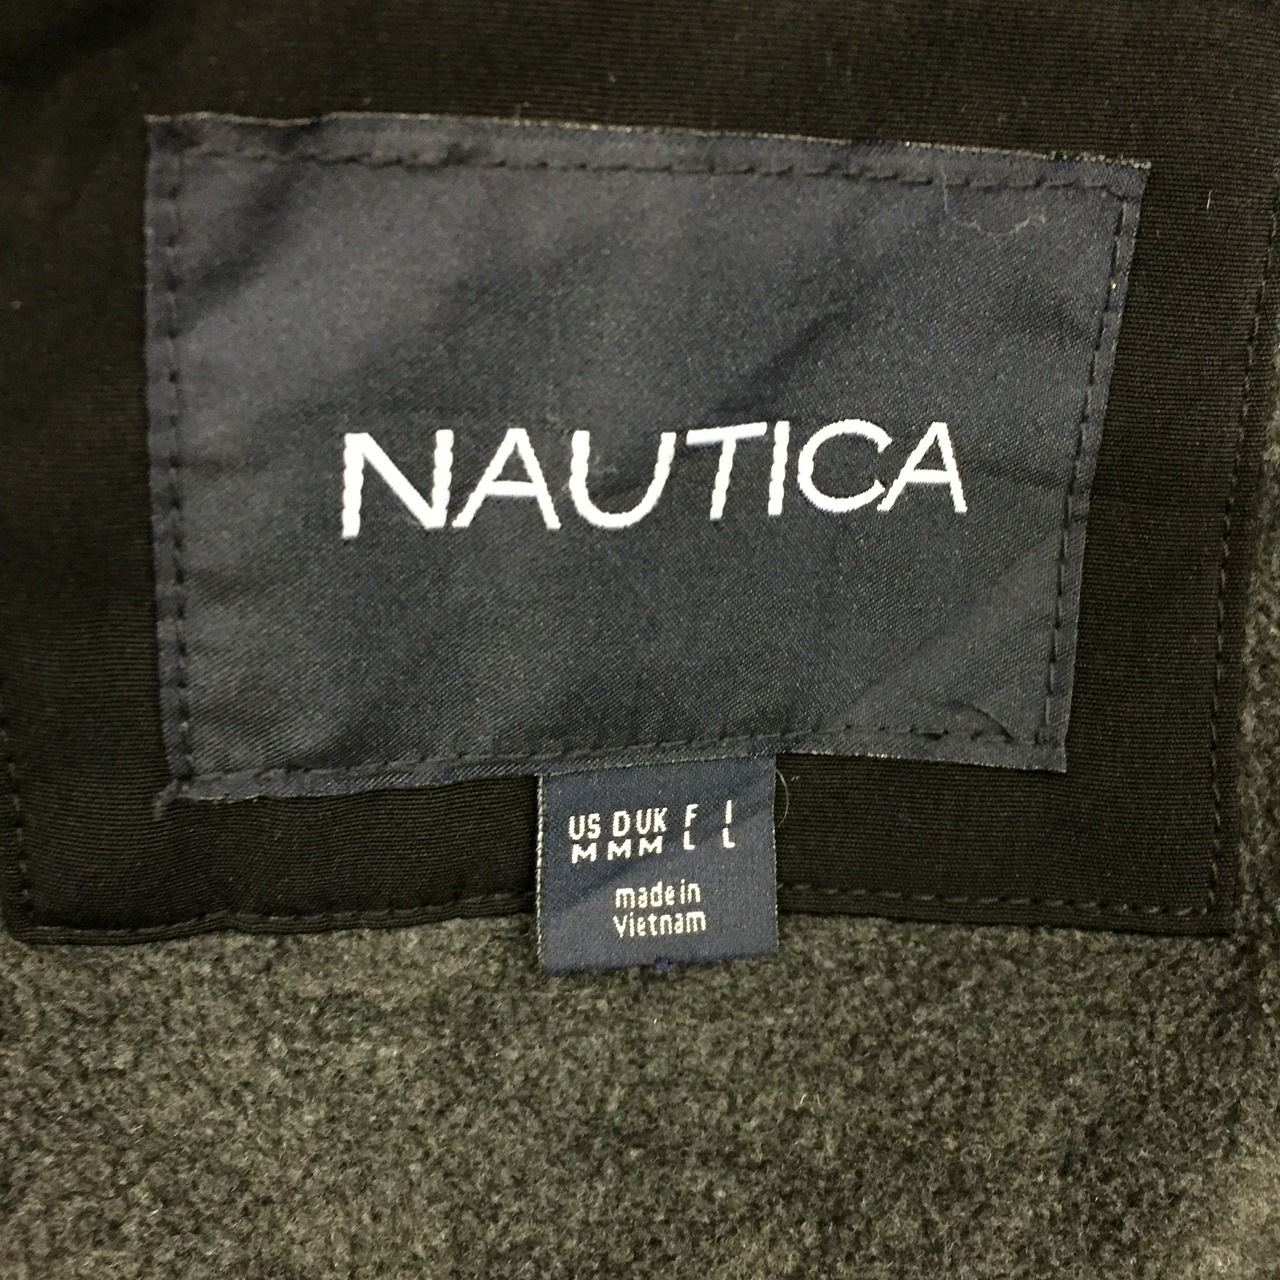 NAUTICA
US D UK F I
M M M L L
made in
Vietnam